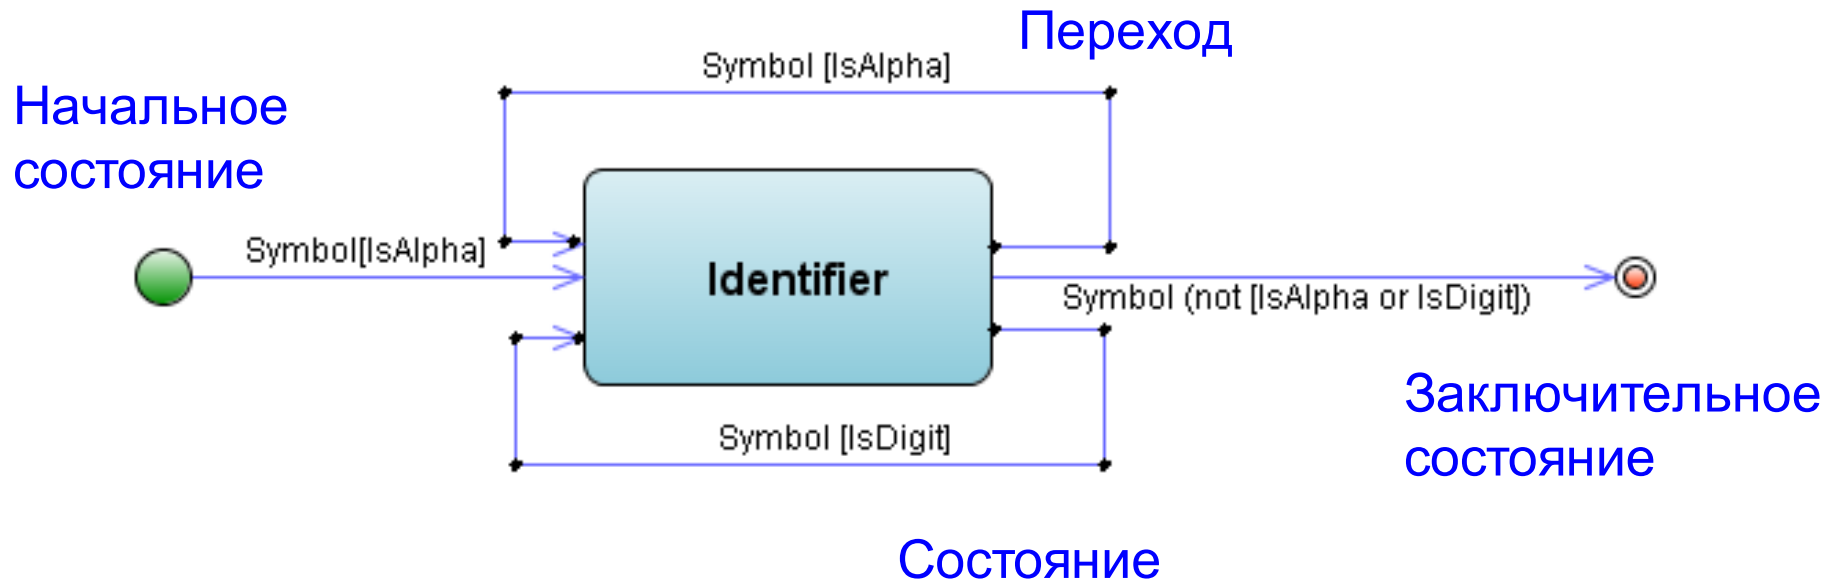 Переход
Symbol [IsAlpha]
Начальное
состояние
Symbol[IsAlpha]
Identifier
Symbol (not [IsAlpha or IsDigit])
Заключительное
состояние
Symbol [IsDigit]
Состояние